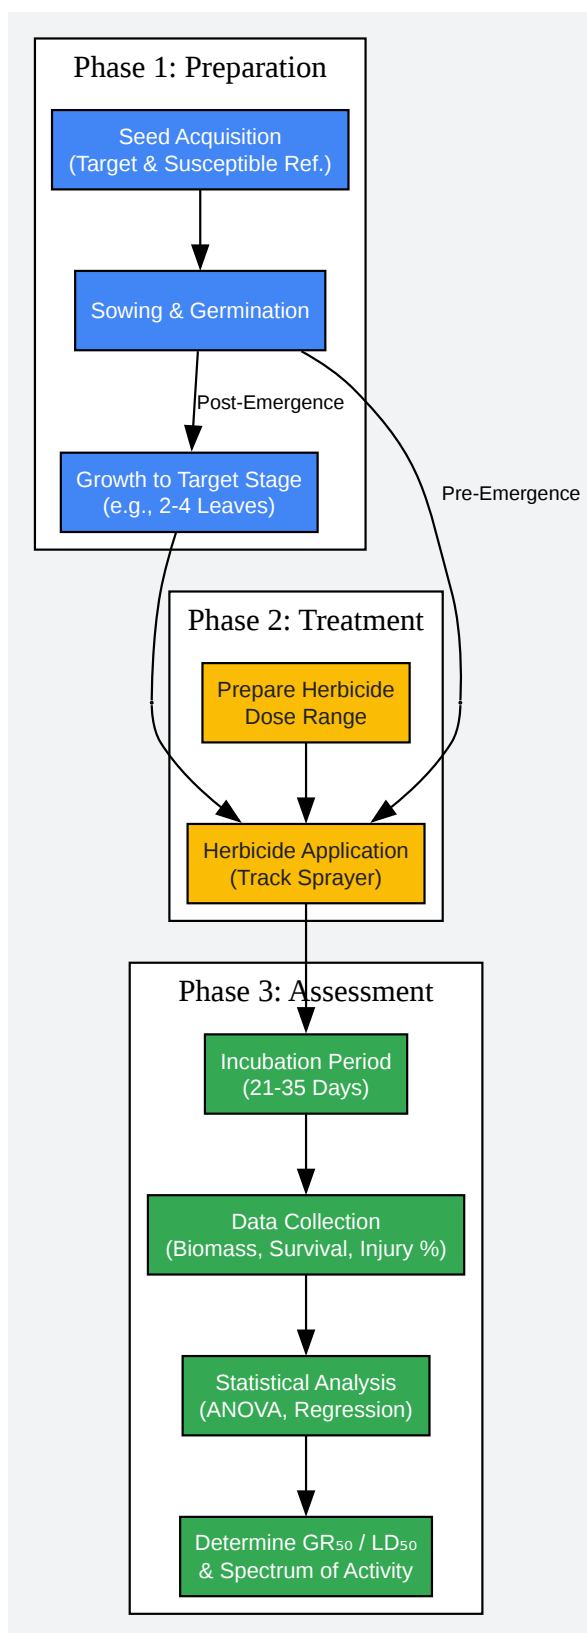 Phase 1: Preparation
Seed Acquisition
(Target & Susceptible Ref.)
Sowing & Germination
Post-Emergence
Growth to Target Stage
(e.g., 2-4 Leaves)
Pre-Emergence
Phase 2: Treatment
Prepare Herbicide
Dose Range
Herbicide Application
(Track Sprayer)
Phase 3: Assessment
Incubation Period
(21-35 Days)
Data Collection
(Biomass, Survival, Injury %)
Statistical Analysis
(ANOVA, Regression)
Determine GR₅₀ / LD₅₀
& Spectrum of Activity